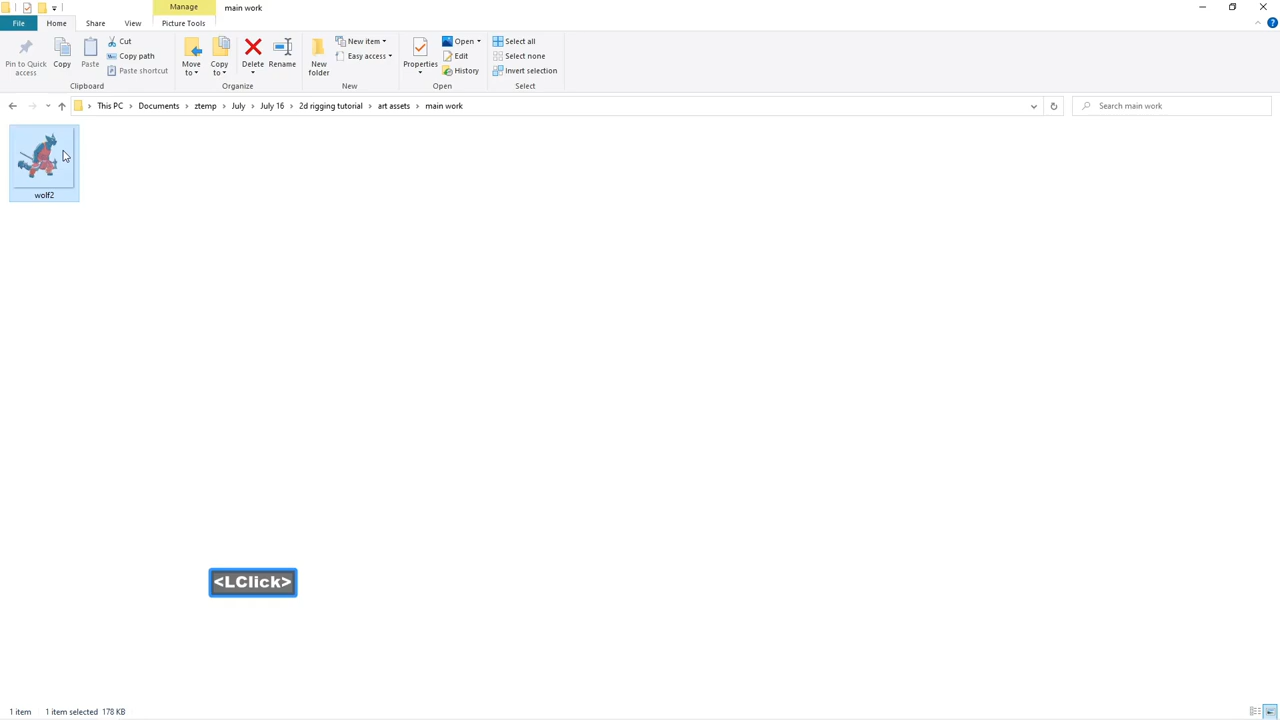 Manage
main work
File
Home
Share
View
Picture Tools
Pin to Quick
access
Copy
Paste
Cut
Copy path
Paste shortcut
Clipboard
Move
to
Copy
to
Delete
Rename
Organize
New
folder
New item
Easy access
New
Properties
Open
Edit
History
Open
Select all
Select none
Invert selection
Select
This PC
Documents
ztemp
July
July 16
2d rigging tutorial
art assets
main work
Search main work
wolf2
<LClick>
1 item
1 item selected 178 KB